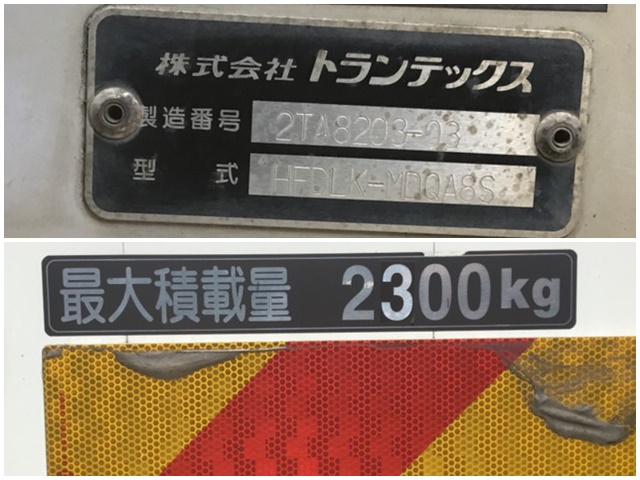 株式会社 トランテックス
製造番号 2TA8203-03
型 式 HFDLK-MDQA8S
最大積載量 2300kg